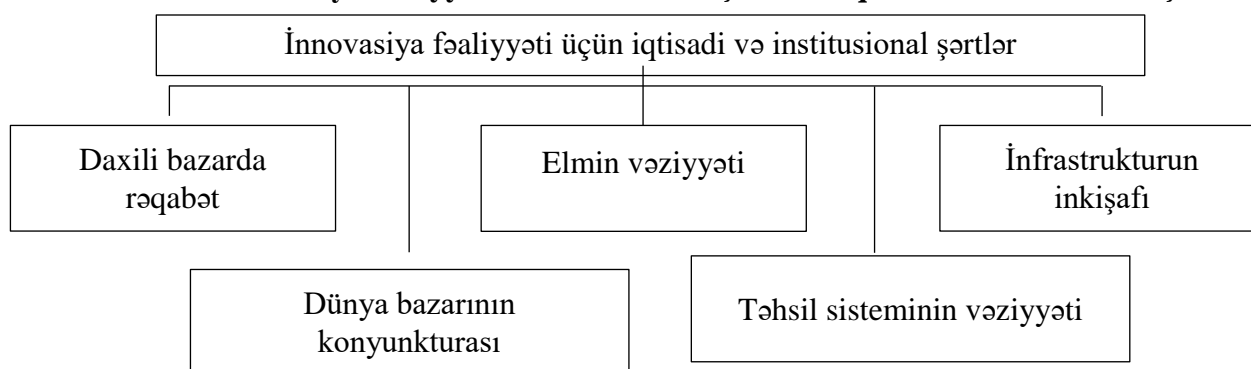 İnnovasiya fəaliyyəti üçün iqtisadi və institusional şərtlər
Daxili bazarda
rəqabət
Elmin vəziyyəti
İnfrastrukturun
inkişafı
Dünya bazarının
konyunkturası
Təhsil sisteminin vəziyyəti